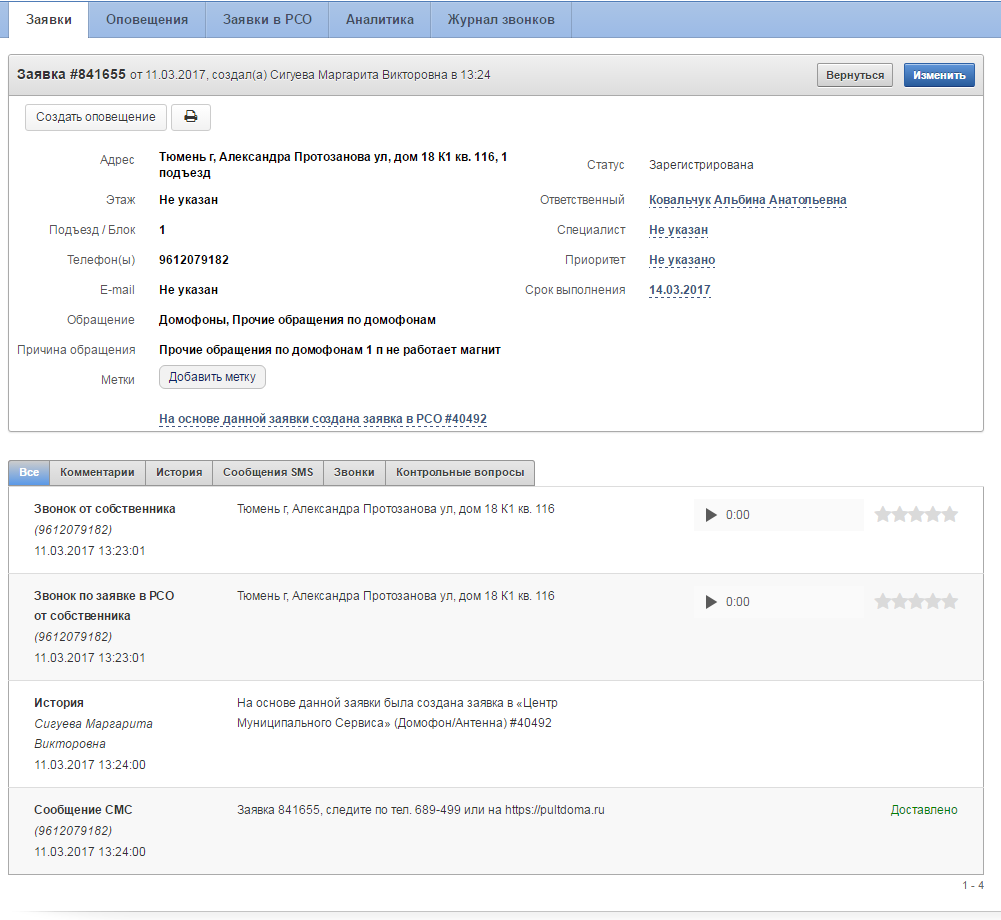 Заявки Оповещения Заявки в РСО Аналитика Журнал звонков
Заявка #841655 от 11.03.2017, создал(а) Сигуева Маргарита Викторовна в 13:24 Вернуться Изменить
Создать оповещение
Адрес Тюмень г, Александра Протозанова ул, дом 18 К1 кв. 116, 1
подъезд
Статус Зарегистрирована
Этаж Не указан
Ответственный Ковальчук Альбина Анатольевна
Подъезд / Блок 1
Специалист Не указан
Телефон(ы) 9612079182
Приоритет Не указано
E-mail Не указан
Срок выполнения 14.03.2017
Обращение Домофоны, Прочие обращения по домофонам
Причина обращения Прочие обращения по домофонам 1 п не работает магнит
Метки Добавить метку
На основе данной заявки создана заявка в РСО #40492
Все Комментарии История Сообщения SMS Звонки Контрольные вопросы
Звонок от собственника Тюмень г, Александра Протозанова ул, дом 18 К1 кв. 116 0:00
(9612079182)
11.03.2017 13:23:01
Звонок по заявке в РСО Тюмень г, Александра Протозанова ул, дом 18 К1 кв. 116 0:00
от собственника
(9612079182)
11.03.2017 13:23:01
История На основе данной заявки была создана заявка в «Центр
Сигуева Маргарита Муниципального Сервиса» (Домофон/Антенна) #40492
Викторовна
11.03.2017 13:24:00
Сообщение СМС Заявка 841655, следите по тел. 689-499 или на https://pultdoma.ru Доставлено
(9612079182)
11.03.2017 13:24:00
1 - 4